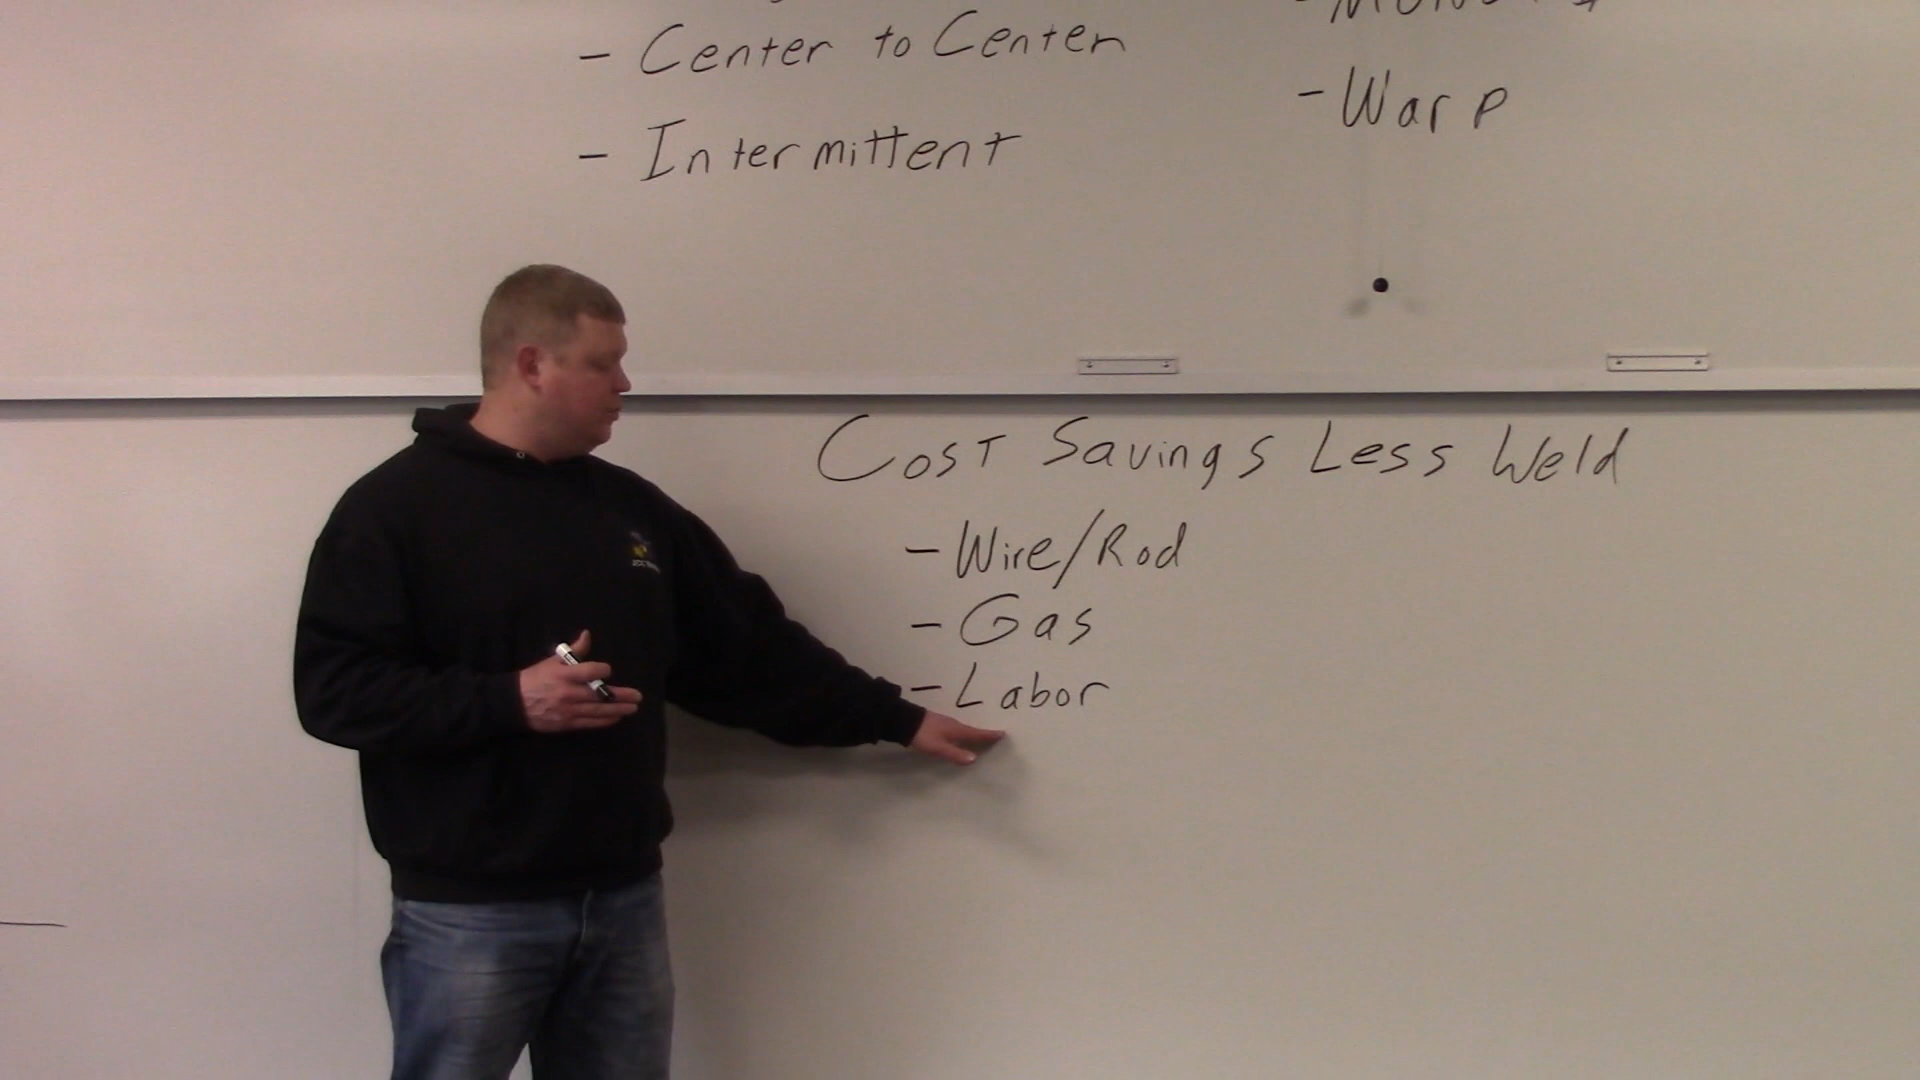 - Center to Center
- Intermittent
- Warp
Cost Savings Less Weld
- Wire/Rod
- Gas
- Labor